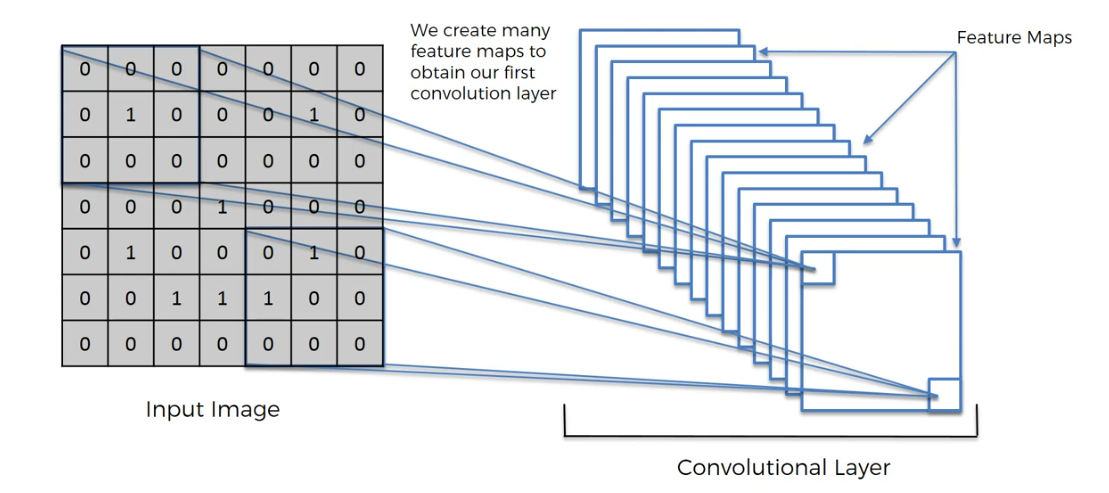 We create many
feature maps to
obtain our first
convolution layer
Feature Maps
0 0 0 0 0 0 0
0 1 0 0 0 1 0
0 0 0 0 0 0 0
0 0 0 1 0 0 0
0 1 0 0 0 1 0
0 0 1 1 1 0 0
0 0 0 0 0 0 0
Input Image
Convolutional Layer